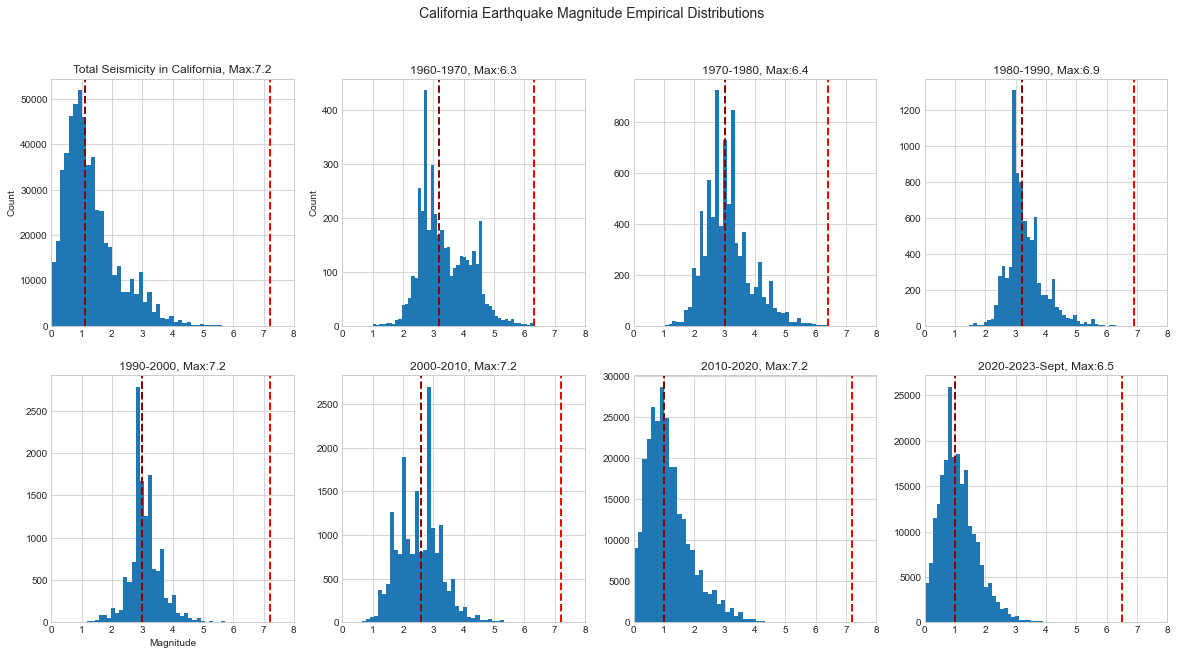 California Earthquake Magnitude Empirical Distributions
Total Seismicity in California, Max:7.2
1960-1970, Max:6.3
1970-1980, Max:6.4
1980-1990, Max:6.9
50000
40000
30000
20000
10000
0
Count
0 1 2 3 4 5 6 7 8
400
300
200
100
0
Count
0 1 2 3 4 5 6 7 8
800
600
400
200
0
0 1 2 3 4 5 6 7 8
1200
1000
800
600
400
200
0
0 1 2 3 4 5 6 7 8
1990-2000, Max:7.2
2000-2010, Max:7.2
2010-2020, Max:7.2
2020-2023-Sept, Max:6.5
2500
2000
1500
1000
500
0
0 1 2 3 4 5 6 7 8
Magnitude
2500
2000
1500
1000
500
0
0 1 2 3 4 5 6 7 8
30000
25000
20000
15000
10000
5000
0
0 1 2 3 4 5 6 7 8
25000
20000
15000
10000
5000
0
0 1 2 3 4 5 6 7 8